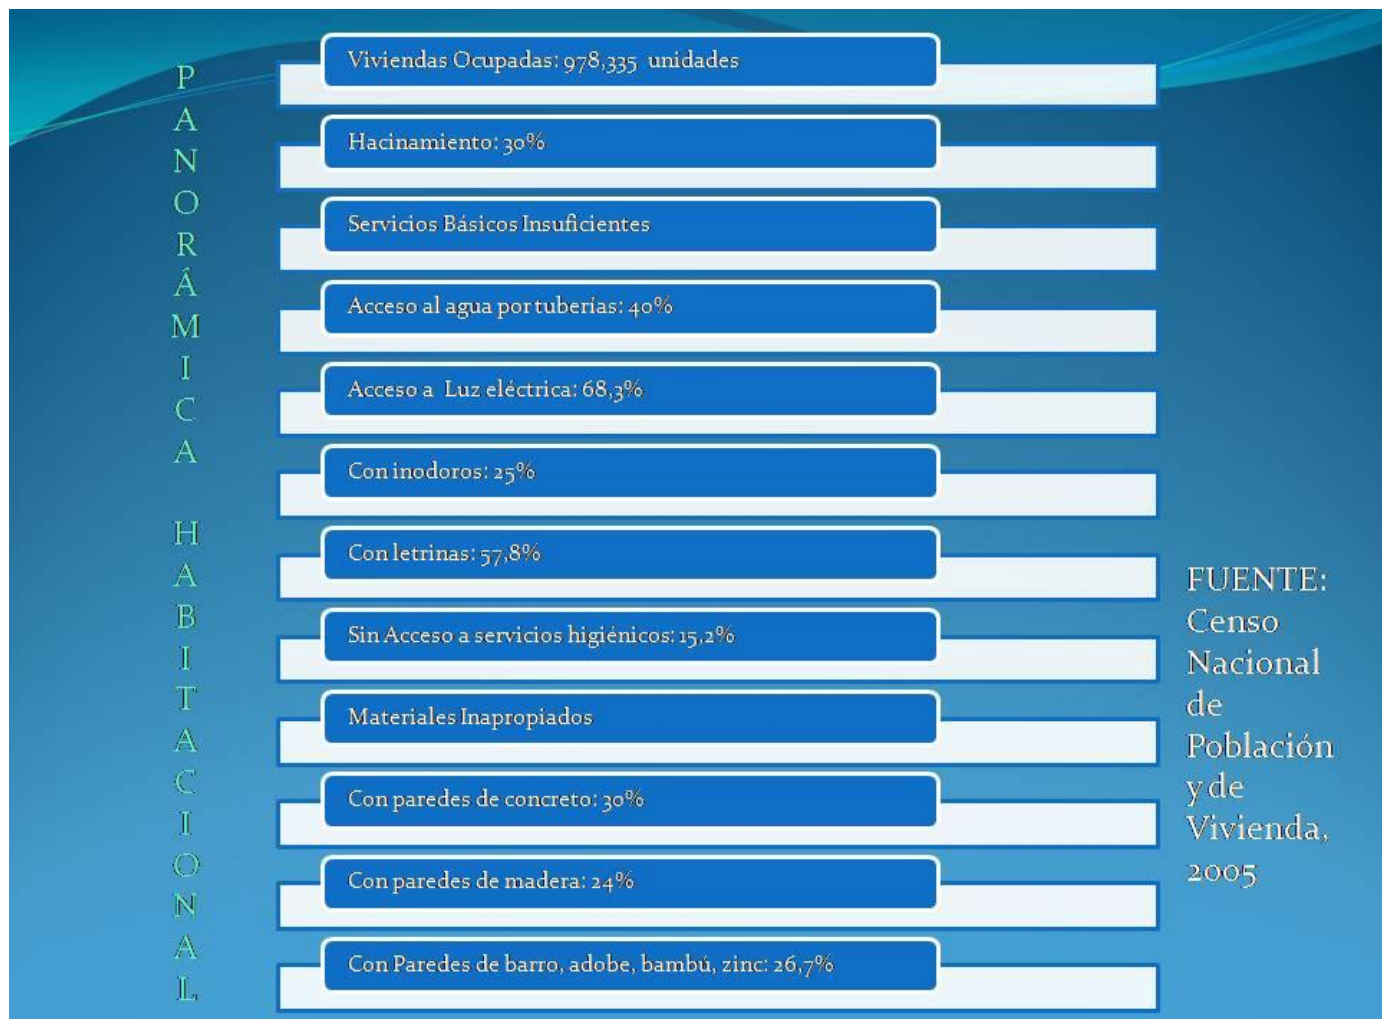 PANORÁMICA HABITACIONAL
Viviendas Ocupadas: 978,335 unidades
Hacinamiento: 30%
Servicios Básicos Insuficientes
Acceso al agua por tuberías: 40%
Acceso a Luz eléctrica: 68,3%
Con inodoros: 25%
Con letrinas: 57,8%
Sin Acceso a servicios higiénicos: 15,2%
Materiales Inapropiados
Con paredes de concreto: 30%
Con paredes de madera: 24%
Con Paredes de barro, adobe, bambú, zinc: 26,7%
FUENTE:
Censo
Nacional
de
Población
y de
Vivienda,
2005